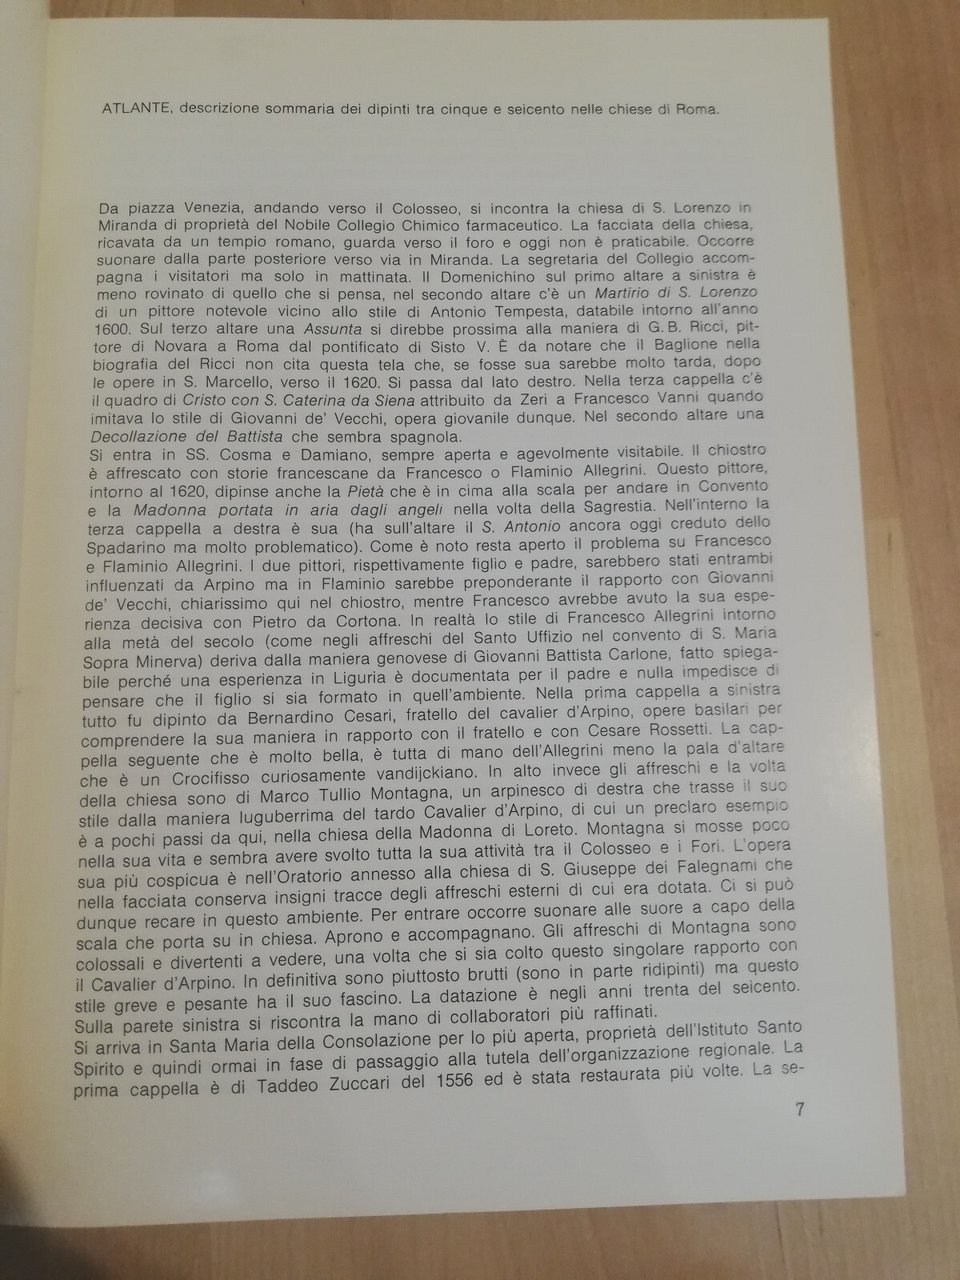 ATLANTE, descrizione sommaria dei dipinti tra cinque e seicento nelle chiese di Roma.
Da piazza Venezia, andando verso il Colosseo, si incontra la chiesa di S. Lorenzo in
Miranda di proprietà del Nobile Collegio Chimico farmaceutico. La facciata della chiesa,
ricavata da un tempio romano, guarda verso il foro e oggi non è praticabile. Occorre
suonare dalla parte posteriore verso via in Miranda. La segretaria del Collegio accom-
pagna i visitatori ma solo in mattinata. Il Domenichino sul primo altare a sinistra è
meno rovinato di quello che si pensa, nel secondo altare c'è un Martirio di S. Lorenzo
di un pittore notevole vicino allo stile di Antonio Tempesta, databile intorno all'anno
1600. Sul terzo altare una Assunta si direbbe prossima alla maniera di G.B. Ricci, pit-
tore di Novara a Roma dal pontificato di Sisto V. È da notare che il Baglione nella
biografia del Ricci non cita questa tela che, se fosse sua sarebbe molto tarda, dopo
le opere in S. Marcello, verso il 1620. Si passa dal lato destro. Nella terza cappella c'è
il quadro di Cristo con S. Caterina da Siena attribuito da Zeri a Francesco Vanni quando
imitava lo stile di Giovanni de' Vecchi, opera giovanile dunque. Nel secondo altare una
Decollazione del Battista che sembra spagnola.
Si entra in SS. Cosma e Damiano, sempre aperta e agevolmente visitabile. Il chiostro
è affrescato con storie francescane da Francesco o Flaminio Allegrini. Questo pittore,
intorno al 1620, dipinse anche la Pietà che è in cima alla scala per andare in Convento
e la Madonna portata in aria dagli angeli nella volta della Sagrestia. Nell'interno la
terza cappella a destra è sua (ha sull'altare il S. Antonio ancora oggi creduto dello
Spadarino ma molto problematico). Come è noto resta aperto il problema su Francesco
e Flaminio Allegrini. I due pittori, rispettivamente figlio e padre, sarebbero stati entrambi
influenzati da Arpino ma in Flaminio sarebbe preponderante il rapporto con Giovanni
de' Vecchi, chiarissimo qui nel chiostro, mentre Francesco avrebbe avuto la sua espe-
rienza decisiva con Pietro da Cortona. In realtà lo stile di Francesco Allegrini intorno
alla metà del secolo (come negli affreschi del Santo Uffizio nel convento di S. Maria
Sopra Minerva) deriva dalla maniera genovese di Giovanni Battista Carlone, fatto spiega-
bile perché una esperienza in Liguria è documentata per il padre e nulla impedisce di
pensare che il figlio si sia formato in quell'ambiente. Nella prima cappella a sinistra
tutto fu dipinto da Bernardino Cesari, fratello del cavalier d'Arpino, opere basilari per
comprendere la sua maniera in rapporto con il fratello e con Cesare Rossetti. La cap-
pella seguente che è molto bella, è tutta di mano dell'Allegrini meno la pala d'altare
che è un Crocifisso curiosamente vandijckiano. In alto invece gli affreschi e la volta
della chiesa sono di Marco Tullio Montagna, un arpinesco di destra che trasse il suo
stile dalla maniera luguberrima del tardo Cavalier d'Arpino, di cui un preclaro esempio
è a pochi passi da qui, nella chiesa della Madonna di Loreto. Montagna si mosse poco
nella sua vita e sembra avere svolto tutta la sua attività tra il Colosseo e i Fori. L'opera
sua più cospicua è nell'Oratorio annesso alla chiesa di S. Giuseppe dei Falegnami che
nella facciata conserva insigni tracce degli affreschi esterni di cui era dotata. Ci si può
dunque recare in questo ambiente. Per entrare occorre suonare alle suore a capo della
scala che porta su in chiesa. Aprono e accompagnano. Gli affreschi di Montagna sono
colossali e divertenti a vedere, una volta che si sia colto questo singolare rapporto con
il Cavalier d'Arpino. In definitiva sono piuttosto brutti (sono in parte ridipinti) ma questo
stile greve e pesante ha il suo fascino. La datazione è negli anni trenta del seicento.
Sulla parete sinistra si riscontra la mano di collaboratori più raffinati.
Si arriva in Santa Maria della Consolazione per lo più aperta, proprietà dell'Istituto Santo
Spirito e quindi ormai in fase di passaggio alla tutela dell'organizzazione regionale. La
prima cappella è di Taddeo Zuccari del 1556 ed è stata restaurata più volte. La se-
7